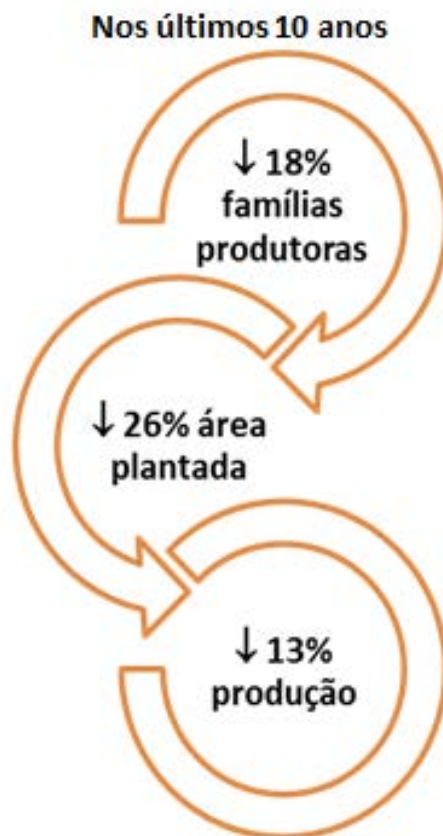 Nos últimos 10 anos
↓ 18%
famílias
produtoras
↓ 26% área
plantada
↓ 13%
produção